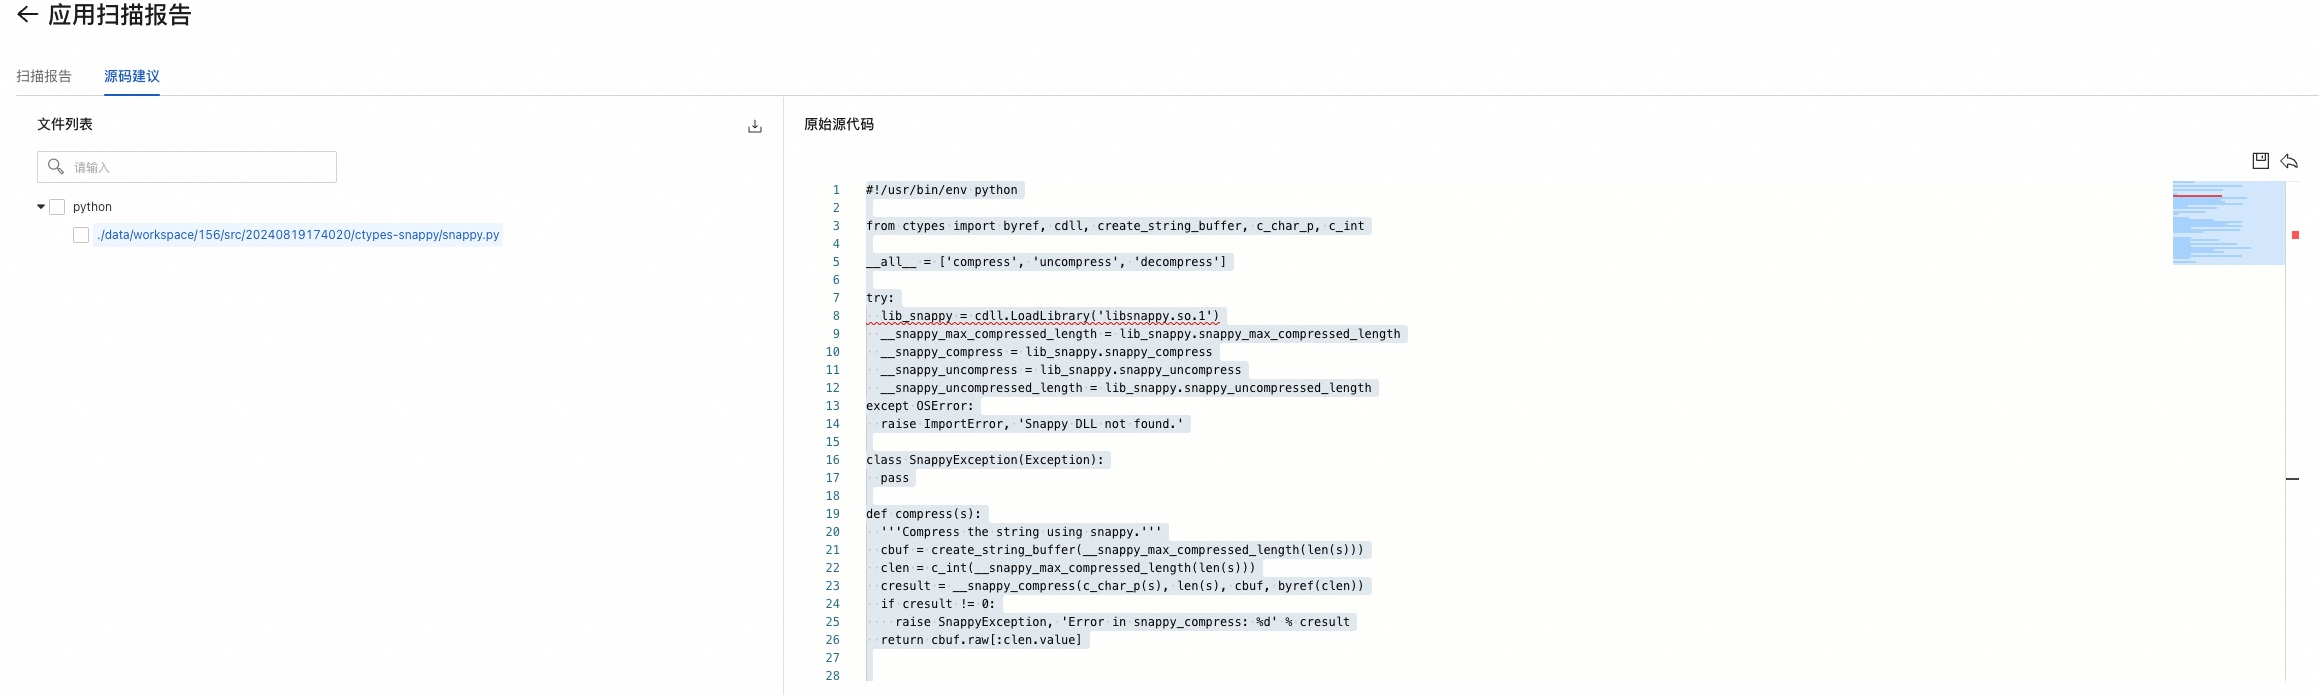 应用扫描报告
扫描报告 源码建议
文件列表
请输入
python
./data/workspace/156/src/20240819174020/ctypes-snappy/snappy.py
原始源代码
1 #!/usr/bin/env python
2
3 from ctypes import byref, cdll, create_string_buffer, c_char_p, c_int
4
5 __all__ = ['compress', 'uncompress', 'decompress']
6
7 try:
8   lib_snappy = cdll.LoadLibrary('libsnappy.so.1')
9   __snappy_max_compressed_length = lib_snappy.snappy_max_compressed_length
10   __snappy_compress = lib_snappy.snappy_compress
11   __snappy_uncompress = lib_snappy.snappy_uncompress
12   __snappy_uncompressed_length = lib_snappy.snappy_uncompressed_length
13 except OSError:
14   raise ImportError, 'Snappy DLL not found.'
15
16 class SnappyException(Exception):
17   pass
18
19 def compress(s):
20   '''Compress the string using snappy.'''
21   cbuf = create_string_buffer(__snappy_max_compressed_length(len(s)))
22   clen = c_int(__snappy_max_compressed_length(len(s)))
23   cresult = __snappy_compress(c_char_p(s), len(s), cbuf, byref(clen))
24   if cresult != 0:
25     raise SnappyException, 'Error in snappy_compress: %d' % cresult
26   return cbuf.raw[:clen.value]
27
28